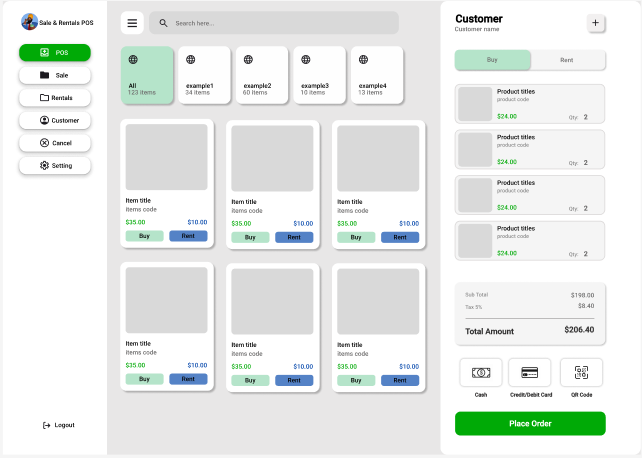 Sale & Rentals POS
POS
Sale
Rentals
Customer
Cancel
Setting
Logout
Search here...
All
123 items
example1
34 items
example2
60 items
example3
10 items
example4
13 items
Item title
items code
$35.00 $10.00
Buy Rent
Item title
items code
$35.00 $10.00
Buy Rent
Item title
items code
$35.00 $10.00
Buy Rent
Item title
items code
$35.00 $10.00
Buy Rent
Item title
items code
$35.00 $10.00
Buy Rent
Item title
items code
$35.00 $10.00
Buy Rent
Customer
Customer name
+
Buy Rent
Product titles
product code
$24.00 Qty: 2
Product titles
product code
$24.00 Qty: 2
Product titles
product code
$24.00 Qty: 2
Product titles
product code
$24.00 Qty: 2
Sub Total $198.00
Tax 5% $8.40
Total Amount $206.40
Cash Credit/Debit Card QR Code
Place Order